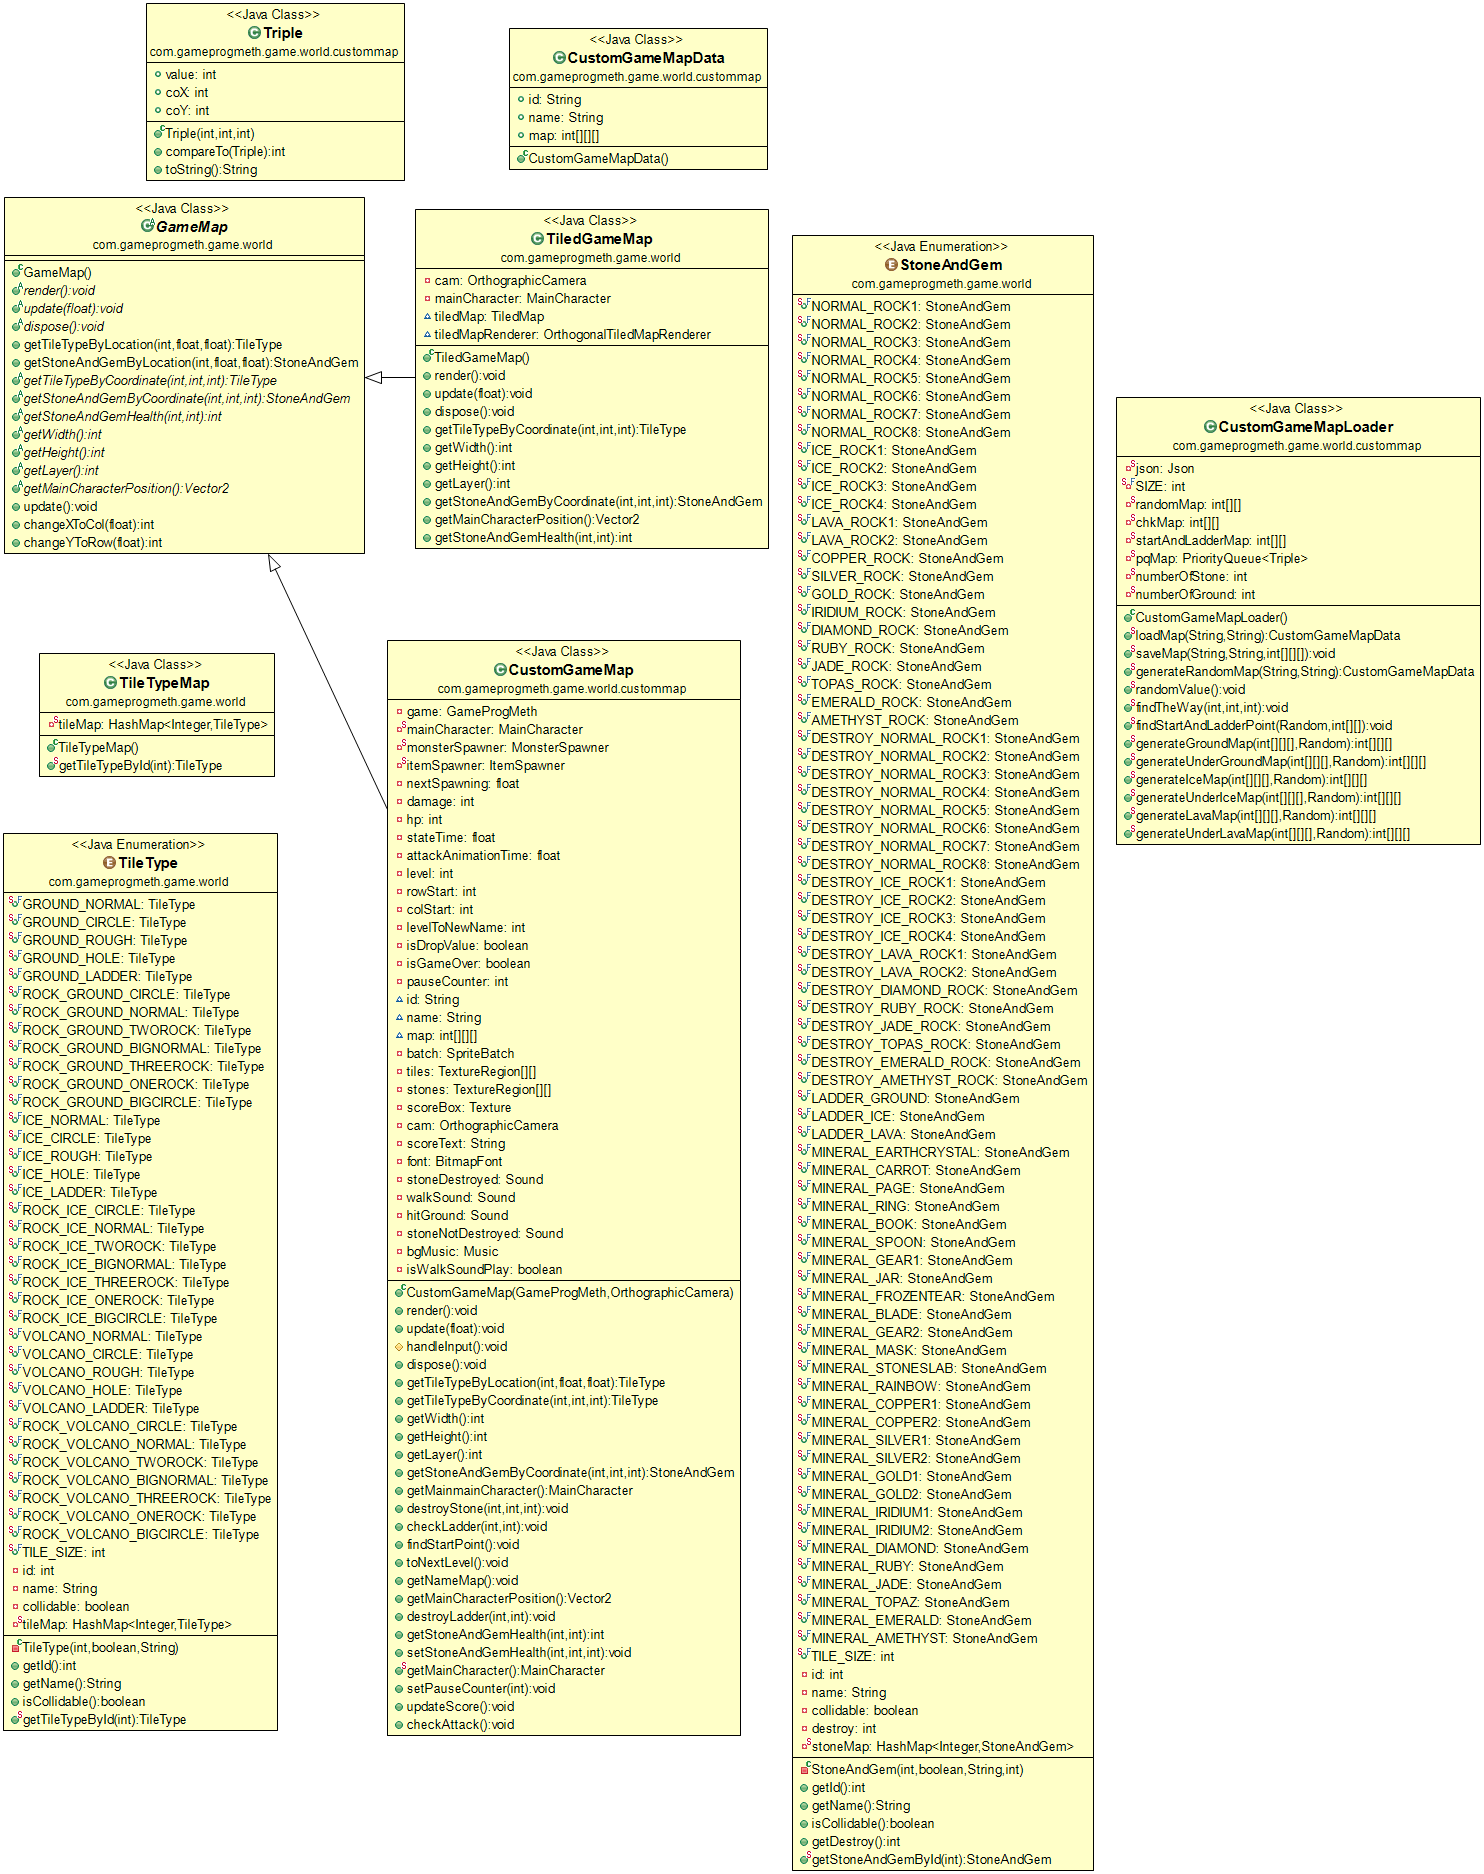 <<Java Class>>
Triple
com.gameprogmeth.game.world.custommap
value: int
coX: int
coY: int
Triple(int,int,int)
compareTo(Triple):int
toString():String
<<Java Class>>
CustomGameMapData
com.gameprogmeth.game.world.custommap
id: String
name: String
map: int[][][]
CustomGameMapData()
<<Java Class>>
GameMap
com.gameprogmeth.game.world
GameMap()
render():void
update(float):void
dispose():void
getTileTypeByLocation(int,float,float):TileType
getStoneAndGemByLocation(int,float,float):StoneAndGem
getTileTypeByCoordinate(int,int,int):TileType
getStoneAndGemByCoordinate(int,int,int):StoneAndGem
getStoneAndGemHealth(int,int):int
getWidth():int
getHeight():int
getLayer():int
getMainCharacterPosition():Vector2
update():void
changeXToCol(float):int
changeYToRow(float):int
<<Java Class>>
TiledGameMap
com.gameprogmeth.game.world
cam: OrthographicCamera
mainCharacter: MainCharacter
tiledMap: TiledMap
tiledMapRenderer: OrthogonalTiledMapRenderer
TiledGameMap()
render():void
update(float):void
dispose():void
getTileTypeByCoordinate(int,int,int):TileType
getWidth():int
getHeight():int
getLayer():int
getStoneAndGemByCoordinate(int,int,int):StoneAndGem
getMainCharacterPosition():Vector2
getStoneAndGemHealth(int,int):int
<<Java Enumeration>>
StoneAndGem
com.gameprogmeth.game.world
NORMAL_ROCK1: StoneAndGem
NORMAL_ROCK2: StoneAndGem
NORMAL_ROCK3: StoneAndGem
NORMAL_ROCK4: StoneAndGem
NORMAL_ROCK5: StoneAndGem
NORMAL_ROCK6: StoneAndGem
NORMAL_ROCK7: StoneAndGem
NORMAL_ROCK8: StoneAndGem
ICE_ROCK1: StoneAndGem
ICE_ROCK2: StoneAndGem
ICE_ROCK3: StoneAndGem
ICE_ROCK4: StoneAndGem
LAVA_ROCK1: StoneAndGem
LAVA_ROCK2: StoneAndGem
COPPER_ROCK: StoneAndGem
SILVER_ROCK: StoneAndGem
GOLD_ROCK: StoneAndGem
IRIDIUM_ROCK: StoneAndGem
DIAMOND_ROCK: StoneAndGem
RUBY_ROCK: StoneAndGem
JADE_ROCK: StoneAndGem
TOPAS_ROCK: StoneAndGem
EMERALD_ROCK: StoneAndGem
AMETHYST_ROCK: StoneAndGem
DESTROY_NORMAL_ROCK1: StoneAndGem
DESTROY_NORMAL_ROCK2: StoneAndGem
DESTROY_NORMAL_ROCK3: StoneAndGem
DESTROY_NORMAL_ROCK4: StoneAndGem
DESTROY_NORMAL_ROCK5: StoneAndGem
DESTROY_NORMAL_ROCK6: StoneAndGem
DESTROY_NORMAL_ROCK7: StoneAndGem
DESTROY_NORMAL_ROCK8: StoneAndGem
DESTROY_ICE_ROCK1: StoneAndGem
DESTROY_ICE_ROCK2: StoneAndGem
DESTROY_ICE_ROCK3: StoneAndGem
DESTROY_ICE_ROCK4: StoneAndGem
DESTROY_LAVA_ROCK1: StoneAndGem
DESTROY_LAVA_ROCK2: StoneAndGem
DESTROY_DIAMOND_ROCK: StoneAndGem
DESTROY_RUBY_ROCK: StoneAndGem
DESTROY_JADE_ROCK: StoneAndGem
DESTROY_TOPAS_ROCK: StoneAndGem
DESTROY_EMERALD_ROCK: StoneAndGem
DESTROY_AMETHYST_ROCK: StoneAndGem
LADDER_GROUND: StoneAndGem
LADDER_ICE: StoneAndGem
LADDER_LAVA: StoneAndGem
MINERAL_EARTHCRYSTAL: StoneAndGem
MINERAL_CARROT: StoneAndGem
MINERAL_PAGE: StoneAndGem
MINERAL_RING: StoneAndGem
MINERAL_BOOK: StoneAndGem
MINERAL_SPOON: StoneAndGem
MINERAL_GEAR1: StoneAndGem
MINERAL_JAR: StoneAndGem
MINERAL_FROZENTEAR: StoneAndGem
MINERAL_BLADE: StoneAndGem
MINERAL_GEAR2: StoneAndGem
MINERAL_MASK: StoneAndGem
MINERAL_STONESLAB: StoneAndGem
MINERAL_RAINBOW: StoneAndGem
MINERAL_COPPER1: StoneAndGem
MINERAL_COPPER2: StoneAndGem
MINERAL_SILVER1: StoneAndGem
MINERAL_SILVER2: StoneAndGem
MINERAL_GOLD1: StoneAndGem
MINERAL_GOLD2: StoneAndGem
MINERAL_IRIDIUM1: StoneAndGem
MINERAL_IRIDIUM2: StoneAndGem
MINERAL_DIAMOND: StoneAndGem
MINERAL_RUBY: StoneAndGem
MINERAL_JADE: StoneAndGem
MINERAL_TOPAZ: StoneAndGem
MINERAL_EMERALD: StoneAndGem
MINERAL_AMETHYST: StoneAndGem
TILE_SIZE: int
id: int
name: String
collidable: boolean
destroy: int
stoneMap: HashMap<Integer,StoneAndGem>
StoneAndGem(int,boolean,String,int)
getId():int
getName():String
isCollidable():boolean
getDestroy():int
getStoneAndGemById(int):StoneAndGem
<<Java Class>>
CustomGameMapLoader
com.gameprogmeth.game.world.custommap
json: Json
SIZE: int
randomMap: int[][]
chkMap: int[][]
startAndLadderMap: int[][]
pqMap: PriorityQueue<Triple>
numberOfStone: int
numberOfGround: int
CustomGameMapLoader()
loadMap(String,String):CustomGameMapData
saveMap(String,String,int[][][]):void
generateRandomMap(String,String):CustomGameMapData
randomValue():void
findTheWay(int,int,int):void
findStartAndLadderPoint(Random,int[][]):void
generateGroundMap(int[][][],Random):int[][][]
generateUnderGroundMap(int[][][],Random):int[][][]
generateIceMap(int[][][],Random):int[][][]
generateUnderIceMap(int[][][],Random):int[][][]
generateLavaMap(int[][][],Random):int[][][]
generateUnderLavaMap(int[][][],Random):int[][][]
<<Java Class>>
TileTypeMap
com.gameprogmeth.game.world
tileMap: HashMap<Integer,TileType>
TileTypeMap()
getTileTypeById(int):TileType
<<Java Class>>
CustomGameMap
com.gameprogmeth.game.world.custommap
game: GameProgMeth
mainCharacter: MainCharacter
monsterSpawner: MonsterSpawner
itemSpawner: ItemSpawner
nextSpawning: float
damage: int
hp: int
stateTime: float
attackAnimationTime: float
level: int
rowStart: int
colStart: int
levelToNewName: int
isDropValue: boolean
isGameOver: boolean
pauseCounter: int
id: String
name: String
map: int[][][]
batch: SpriteBatch
tiles: TextureRegion[][]
stones: TextureRegion[][]
scoreBox: Texture
cam: OrthographicCamera
scoreText: String
font: BitmapFont
stoneDestroyed: Sound
walkSound: Sound
hitGround: Sound
stoneNotDestroyed: Sound
bgMusic: Music
isWalkSoundPlay: boolean
CustomGameMap(GameProgMeth,OrthographicCamera)
render():void
update(float):void
handleInput():void
dispose():void
getTileTypeByLocation(int,float,float):TileType
getTileTypeByCoordinate(int,int,int):TileType
getWidth():int
getHeight():int
getLayer():int
getStoneAndGemByCoordinate(int,int,int):StoneAndGem
getMainmainCharacter():MainCharacter
destroyStone(int,int,int):void
checkLadder(int,int):void
findStartPoint():void
toNextLevel():void
getNameMap():void
getMainCharacterPosition():Vector2
destroyLadder(int,int):void
getStoneAndGemHealth(int,int):int
setStoneAndGemHealth(int,int,int):void
getMainCharacter():MainCharacter
setPauseCounter(int):void
updateScore():void
checkAttack():void
<<Java Enumeration>>
TileType
com.gameprogmeth.game.world
GROUND_NORMAL: TileType
GROUND_CIRCLE: TileType
GROUND_ROUGH: TileType
GROUND_HOLE: TileType
GROUND_LADDER: TileType
ROCK_GROUND_CIRCLE: TileType
ROCK_GROUND_NORMAL: TileType
ROCK_GROUND_TWOROCK: TileType
ROCK_GROUND_BIGNORMAL: TileType
ROCK_GROUND_THREEROCK: TileType
ROCK_GROUND_ONEROCK: TileType
ROCK_GROUND_BIGCIRCLE: TileType
ICE_NORMAL: TileType
ICE_CIRCLE: TileType
ICE_ROUGH: TileType
ICE_HOLE: TileType
ICE_LADDER: TileType
ROCK_ICE_CIRCLE: TileType
ROCK_ICE_NORMAL: TileType
ROCK_ICE_TWOROCK: TileType
ROCK_ICE_BIGNORMAL: TileType
ROCK_ICE_THREEROCK: TileType
ROCK_ICE_ONEROCK: TileType
ROCK_ICE_BIGCIRCLE: TileType
VOLCANO_NORMAL: TileType
VOLCANO_CIRCLE: TileType
VOLCANO_ROUGH: TileType
VOLCANO_HOLE: TileType
VOLCANO_LADDER: TileType
ROCK_VOLCANO_CIRCLE: TileType
ROCK_VOLCANO_NORMAL: TileType
ROCK_VOLCANO_TWOROCK: TileType
ROCK_VOLCANO_BIGNORMAL: TileType
ROCK_VOLCANO_THREEROCK: TileType
ROCK_VOLCANO_ONEROCK: TileType
ROCK_VOLCANO_BIGCIRCLE: TileType
TILE_SIZE: int
id: int
name: String
collidable: boolean
tileMap: HashMap<Integer,TileType>
TileType(int,boolean,String)
getId():int
getName():String
isCollidable():boolean
getTileTypeById(int):TileType